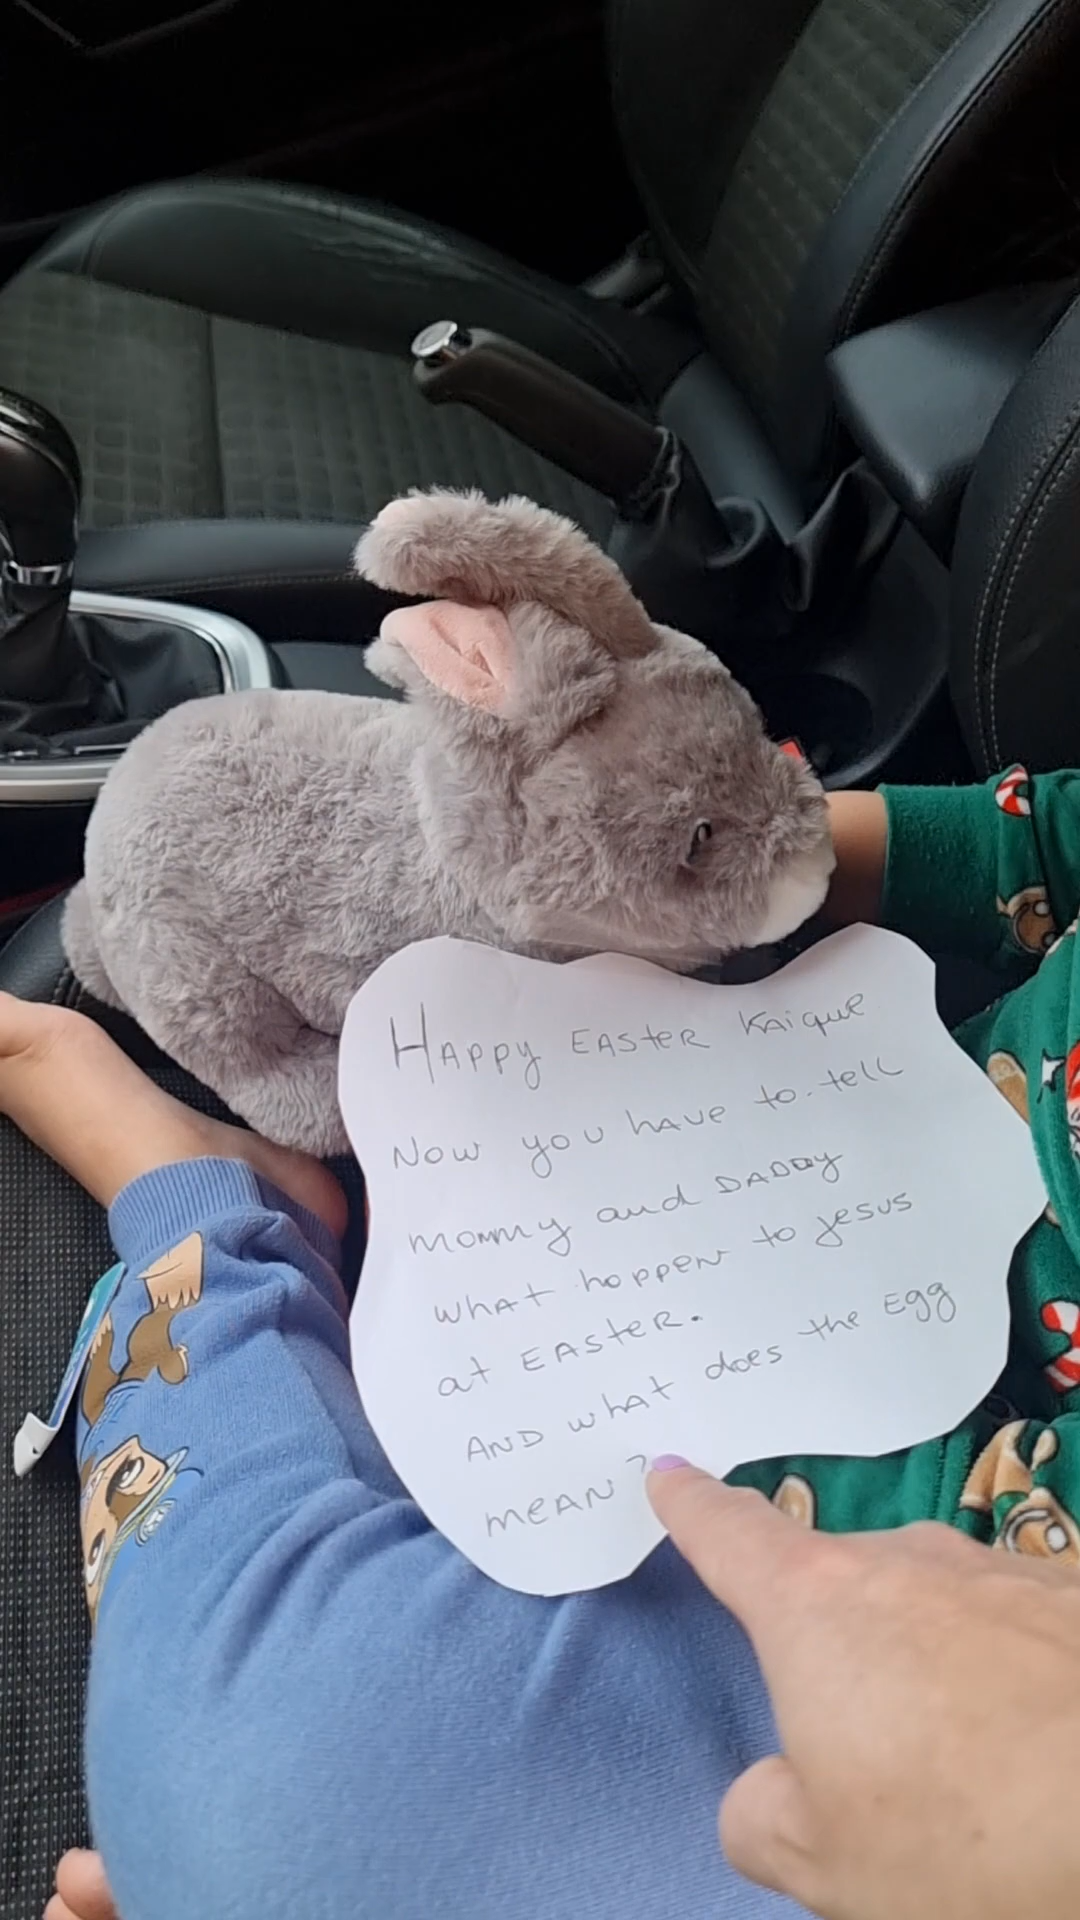 HAPPY EASTER KAique
Now you have to tell
mommy and DADDy
what hoppen to Jesus
at EASTER.
AND what does the Egg
meAN?